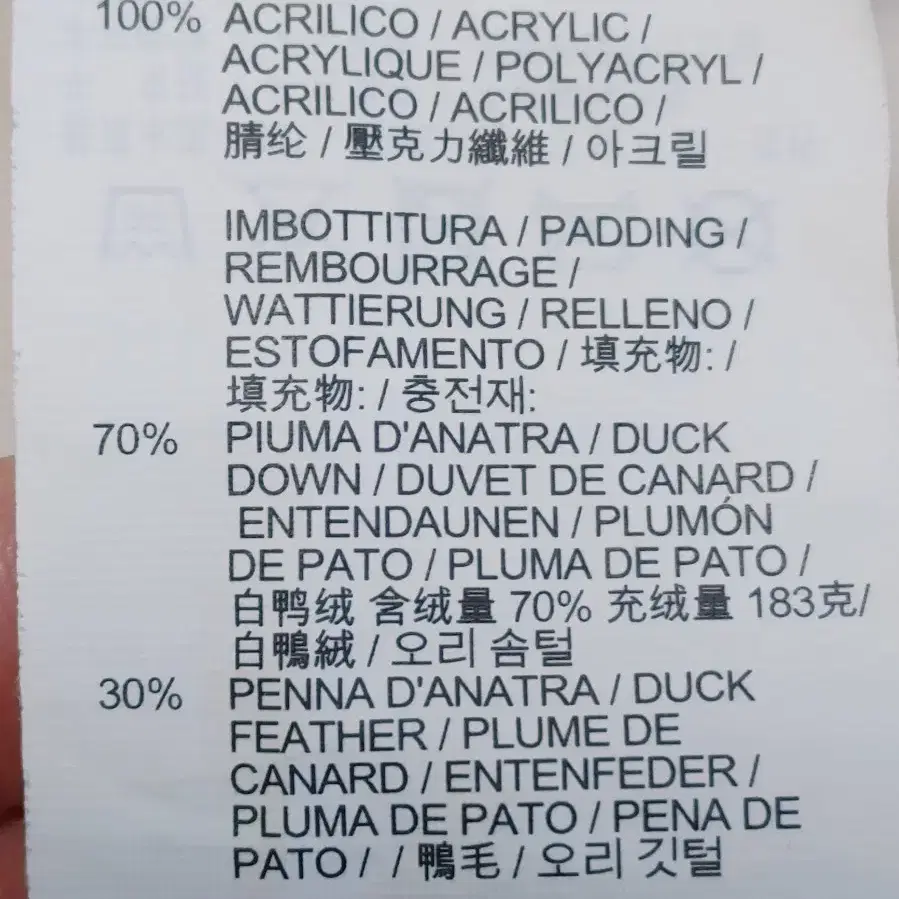 100% ACRILICO / ACRYLIC /
ACRYLIQUE / POLYACRYL /
ACRILICO / ACRILICO /
腈纶 / 壓克力纖維 / 아크릴
IMBOTTITURA / PADDING /
REMBOURRAGE /
WATTIERUNG / RELLENO /
ESTOFAMENTO / 填充物: /
填充物: / 충전재:
70% PIUMA D'ANATRA / DUCK
DOWN / DUVET DE CANARD /
ENTENDAUNEN / PLUMÓN
DE PATO / PLUMA DE PATO /
白鸭绒 含绒量 70% 充绒量 183克/
白鴨絨 / 오리 솜털
30% PENNA D'ANATRA / DUCK
FEATHER / PLUME DE
CANARD / ENTENFEDER /
PLUMA DE PATO / PENA DE
PATO / / 鴨毛 / 오리 깃털